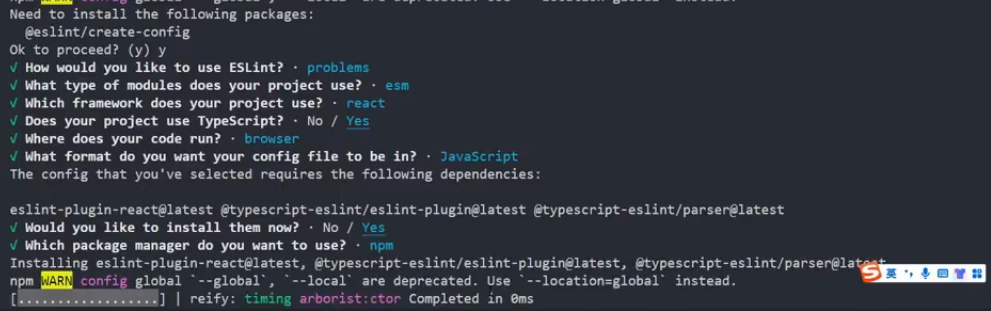 npm WARN config global `--global`, `--local` are deprecated. Use `--location=global` instead.
Need to install the following packages:
@eslint/create-config
Ok to proceed? (y) y
√ How would you like to use ESLint? · problems
√ What type of modules does your project use? · esm
√ Which framework does your project use? · react
√ Does your project use TypeScript? · No / Yes
√ Where does your code run? · browser
√ What format do you want your config file to be in? · JavaScript
The config that you've selected requires the following dependencies:
eslint-plugin-react@latest @typescript-eslint/eslint-plugin@latest @typescript-eslint/parser@latest
√ Would you like to install them now? · No / Yes
√ Which package manager do you want to use? · npm
Installing eslint-plugin-react@latest, @typescript-eslint/eslint-plugin@latest, @typescript-eslint/parser@latest
S 英
npm WARN config global `--global`, `--local` are deprecated. Use `--location=global` instead.
[..................] | reify: timing arborist:ctor Completed in 0ms